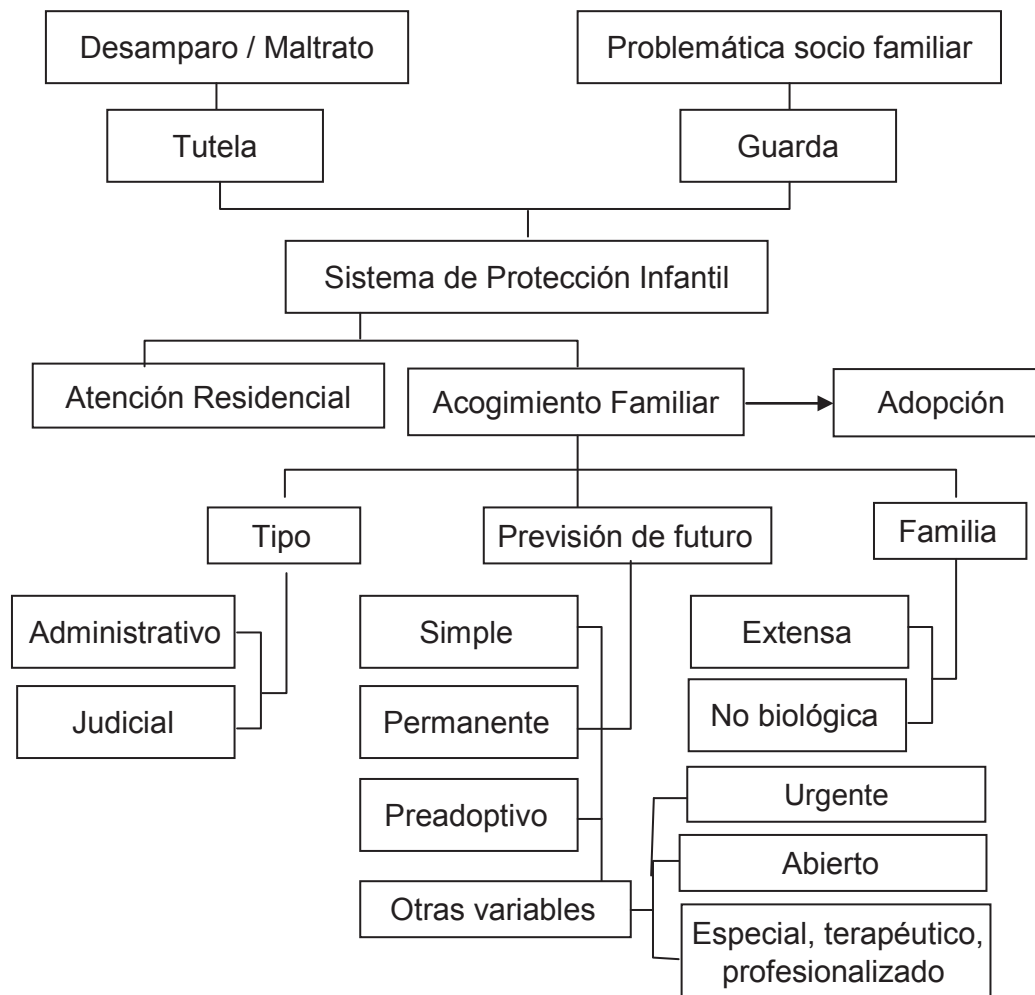 Desamparo / Maltrato
Problemática socio familiar
Tutela
Guarda
Sistema de Protección Infantil
Atención Residencial
Acogimiento Familiar
Adopción
Tipo
Previsión de futuro
Familia
Administrativo
Simple
Extensa
Judicial
Permanente
No biológica
Preadoptivo
Urgente
Abierto
Otras variables
Especial, terapéutico,
profesionalizado